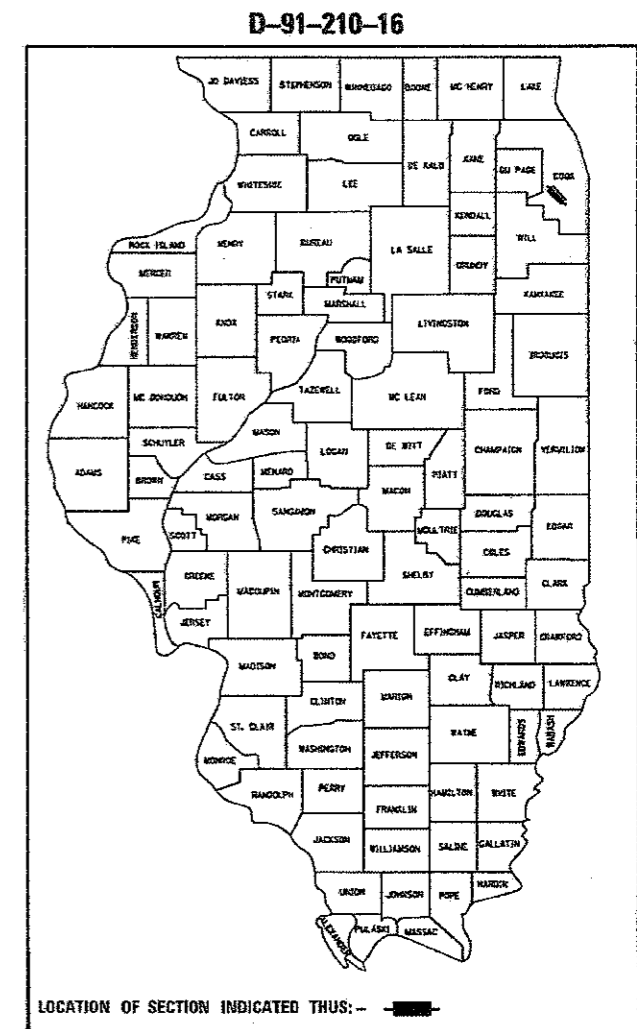 D-91-210-16
JO DAVIESS STEPHENSON WINNEBAGO BOONE MC HENRY LAKE
CARROLL OGLE DE KALB KANE DU PAGE COOK
WHITESIDE LEE
KENDALL
ROCK ISLAND HENRY BUREAU LA SALLE GRUNDY WILL
MERCER PUTNAM
STARK MARSHALL KANKAKEE
HENDERSON WARREN KNOX PEORIA WOODFORD LIVINGSTON
IROQUOIS
HANCOCK MC DONOUGH FULTON TAZEWELL MC LEAN FORD
MASON
SCHUYLER LOGAN DE WITT CHAMPAIGN VERMILION
ADAMS BROWN CASS MENARD PIATT
MACON
PIKE SCOTT MORGAN SANGAMON MOULTRIE DOUGLAS EDGAR
CHRISTIAN COLES
CALHOUN GREENE MACOUPIN MONTGOMERY SHELBY CUMBERLAND CLARK
JERSEY
FAYETTE EFFINGHAM JASPER CRAWFORD
MADISON BOND
CLAY RICHLAND LAWRENCE
CLINTON MARION
ST. CLAIR WAYNE EDWARDS WABASH
WASHINGTON JEFFERSON
MONROE
RANDOLPH PERRY HAMILTON WHITE
FRANKLIN
JACKSON WILLIAMSON SALINE GALLATIN
UNION JOHNSON POPE HARDIN
ALEXANDER PULASKI MASSAC
LOCATION OF SECTION INDICATED THUS: -